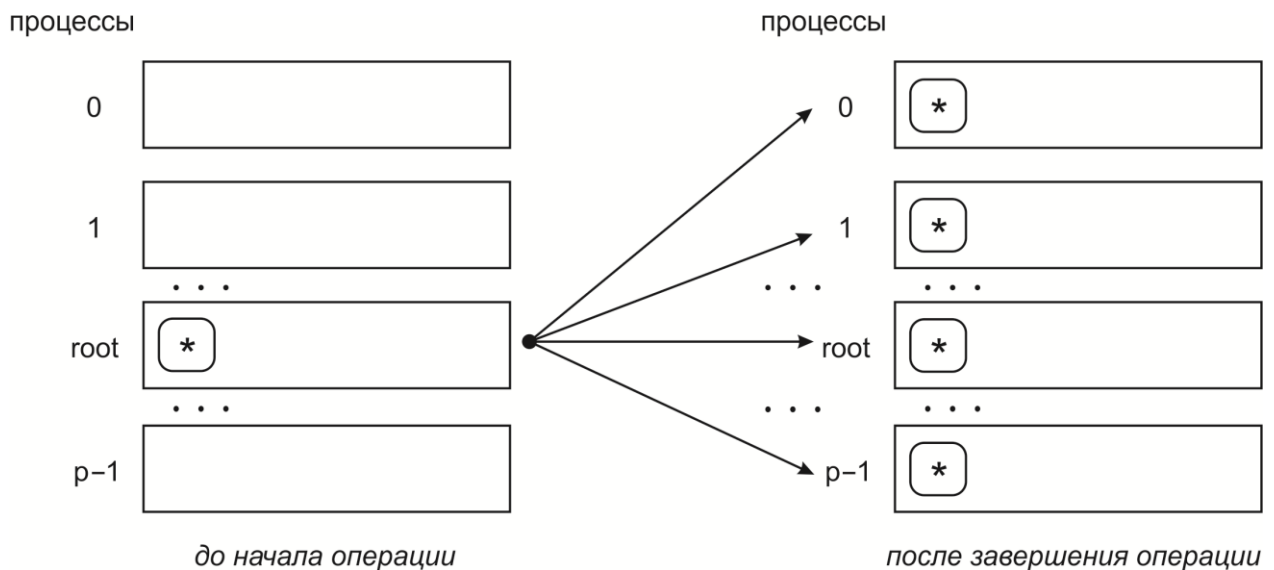 процессы процессы
0 * 0 *
1 1 *
. . . . . . . . .
root * root *
. . . . . . . . .
p–1 p–1 *
до начала операции после завершения операции